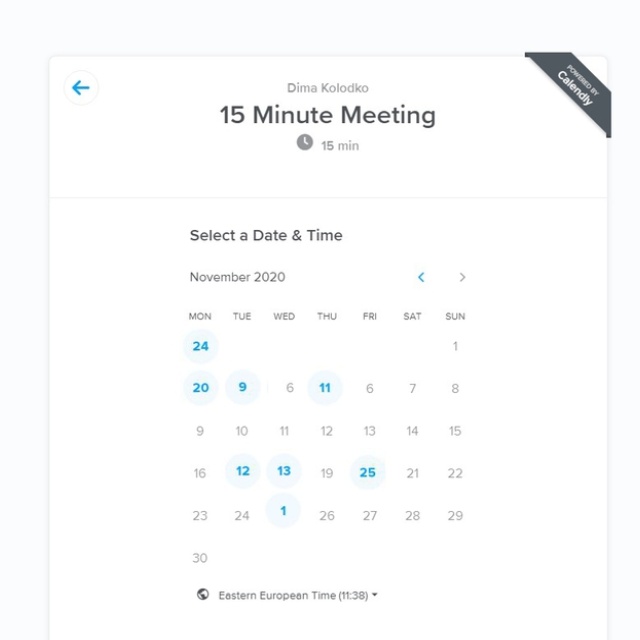 POWERED BY
Calendly
Dima Kolodko
15 Minute Meeting
15 min
Select a Date & Time
November 2020
MON TUE WED THU FRI SAT SUN
24 1
20 9 6 11 6 7 8
9 10 11 12 13 14 15
16 12 13 19 25 21 22
23 24 1 26 27 28 29
30
Eastern European Time (11:38)